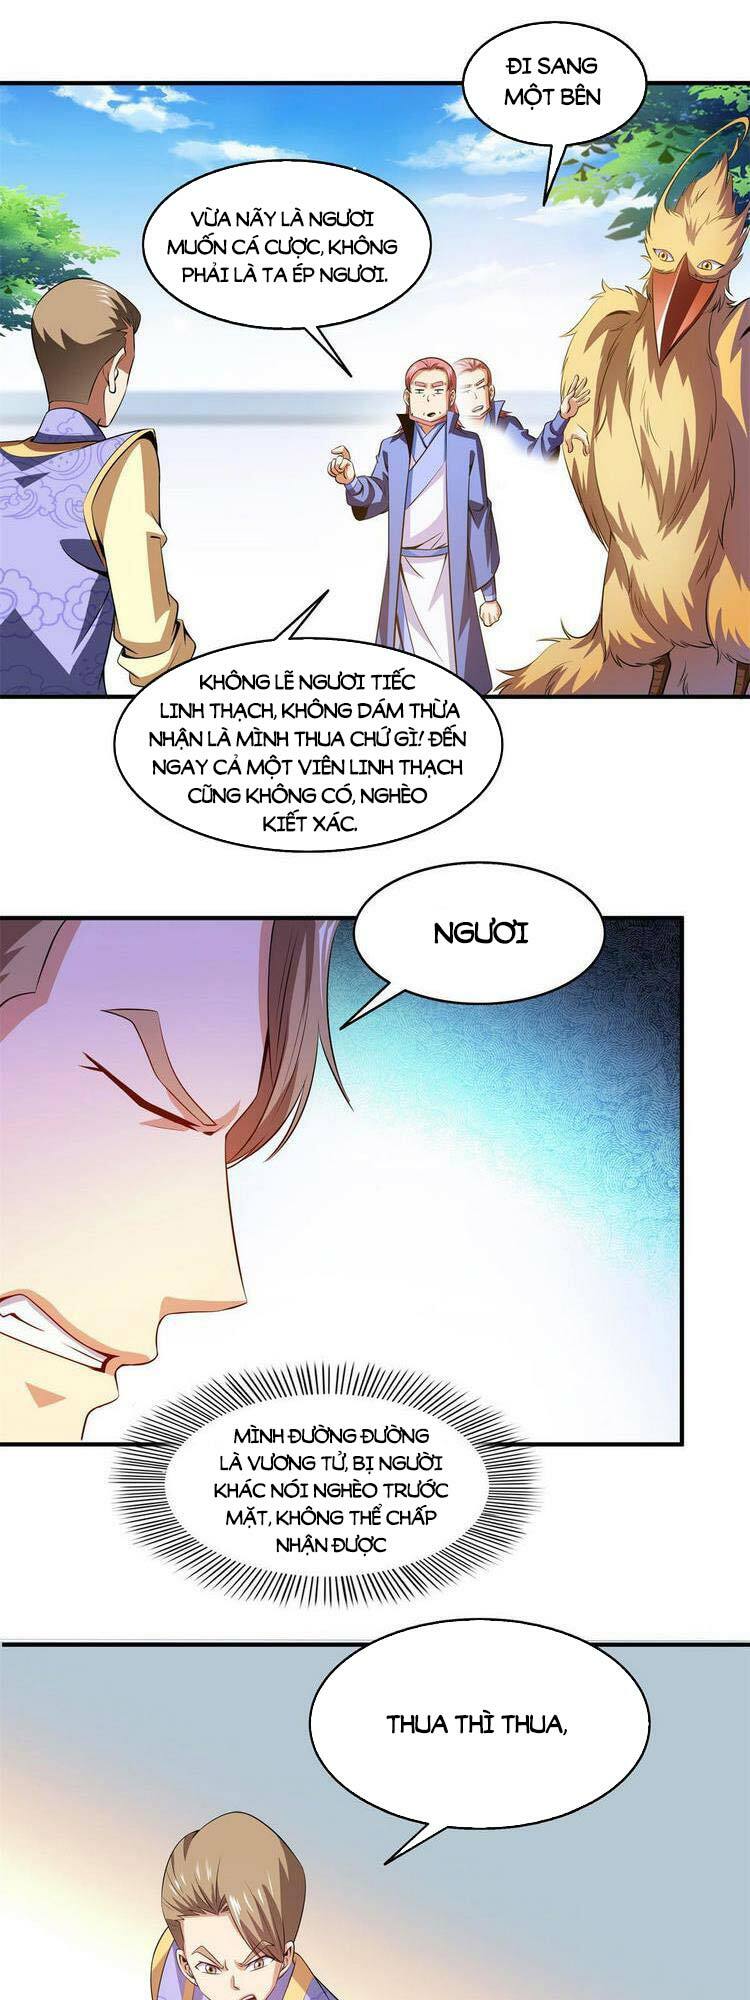 ĐI SANG
MỘT BÊN
VỪA NÃY LÀ NGƯƠI
MUỐN CÁ CƯỢC, KHÔNG
PHẢI LÀ TA ÉP NGƯƠI.
KHÔNG LẼ NGƯƠI TIẾC
LINH THẠCH, KHÔNG DÁM THỪA
NHẬN LÀ MÌNH THUA CHỨ GÌ! ĐẾN
NGAY CẢ MỘT VIÊN LINH THẠCH
CŨNG KHÔNG CÓ, NGHÈO
KIẾT XÁC.
NGƯƠI
MÌNH ĐƯỜNG ĐƯỜNG
LÀ VƯƠNG TỬ, BỊ NGƯỜI
KHÁC NÓI NGHÈO TRƯỚC
MẶT, KHÔNG THỂ CHẤP
NHẬN ĐƯỢC
THUA THÌ THUA,